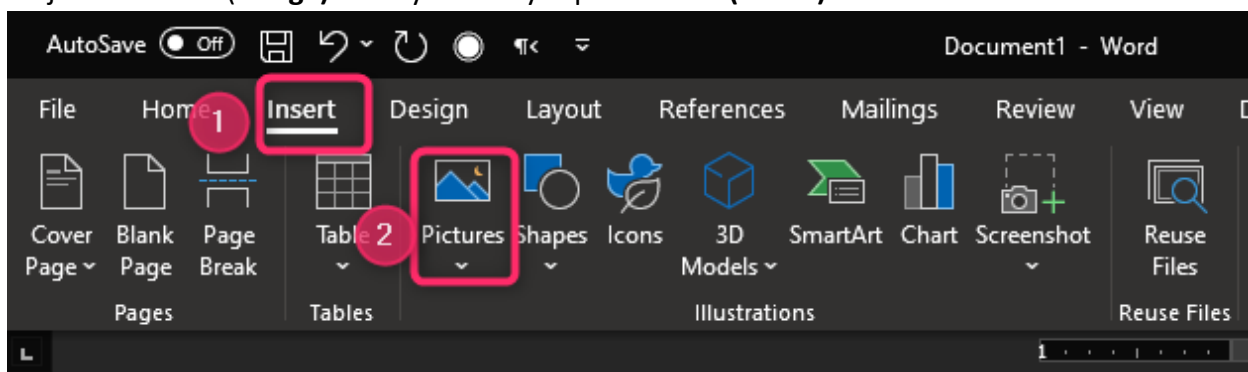 AutoSave Off Document1 - Word
File Home Insert Design Layout References Mailings Review View
1
Cover Page Blank Page Page Break Table Pictures Shapes Icons 3D Models SmartArt Chart Screenshot Reuse Files
2
Pages Tables Illustrations Reuse Files
1